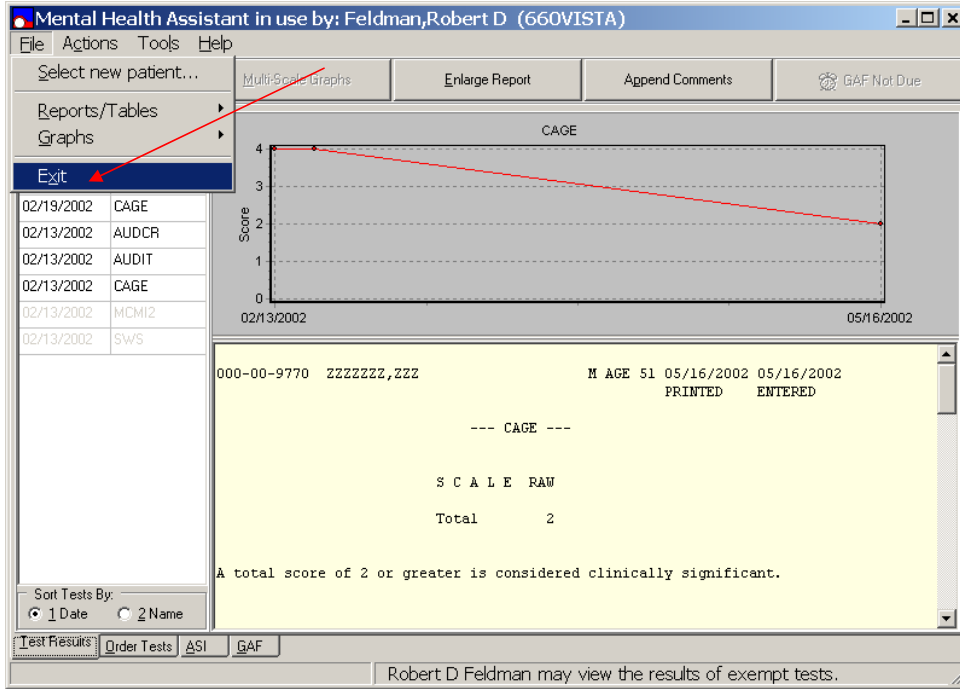 Mental Health Assistant in use by: Feldman,Robert D (660VISTA)
File Actions Tools Help
Select new patient...
Reports/Tables
Graphs
Exit
Multi-Scale Graphs
Enlarge Report
Append Comments
GAF Not Due
CAGE
4
3
2
1
0
Score
02/13/2002 05/16/2002
02/19/2002 CAGE
02/13/2002 AUDCR
02/13/2002 AUDIT
02/13/2002 CAGE
02/13/2002 MCMI2
02/13/2002 SWS
000-00-9770 ZZZZZZZ,ZZZ M AGE 51 05/16/2002 05/16/2002
PRINTED ENTERED
--- CAGE ---
S C A L E RAW
Total 2
A total score of 2 or greater is considered clinically significant.
Sort Tests By:
1 Date 2 Name
Test Results Order Tests ASI GAF
Robert D Feldman may view the results of exempt tests.